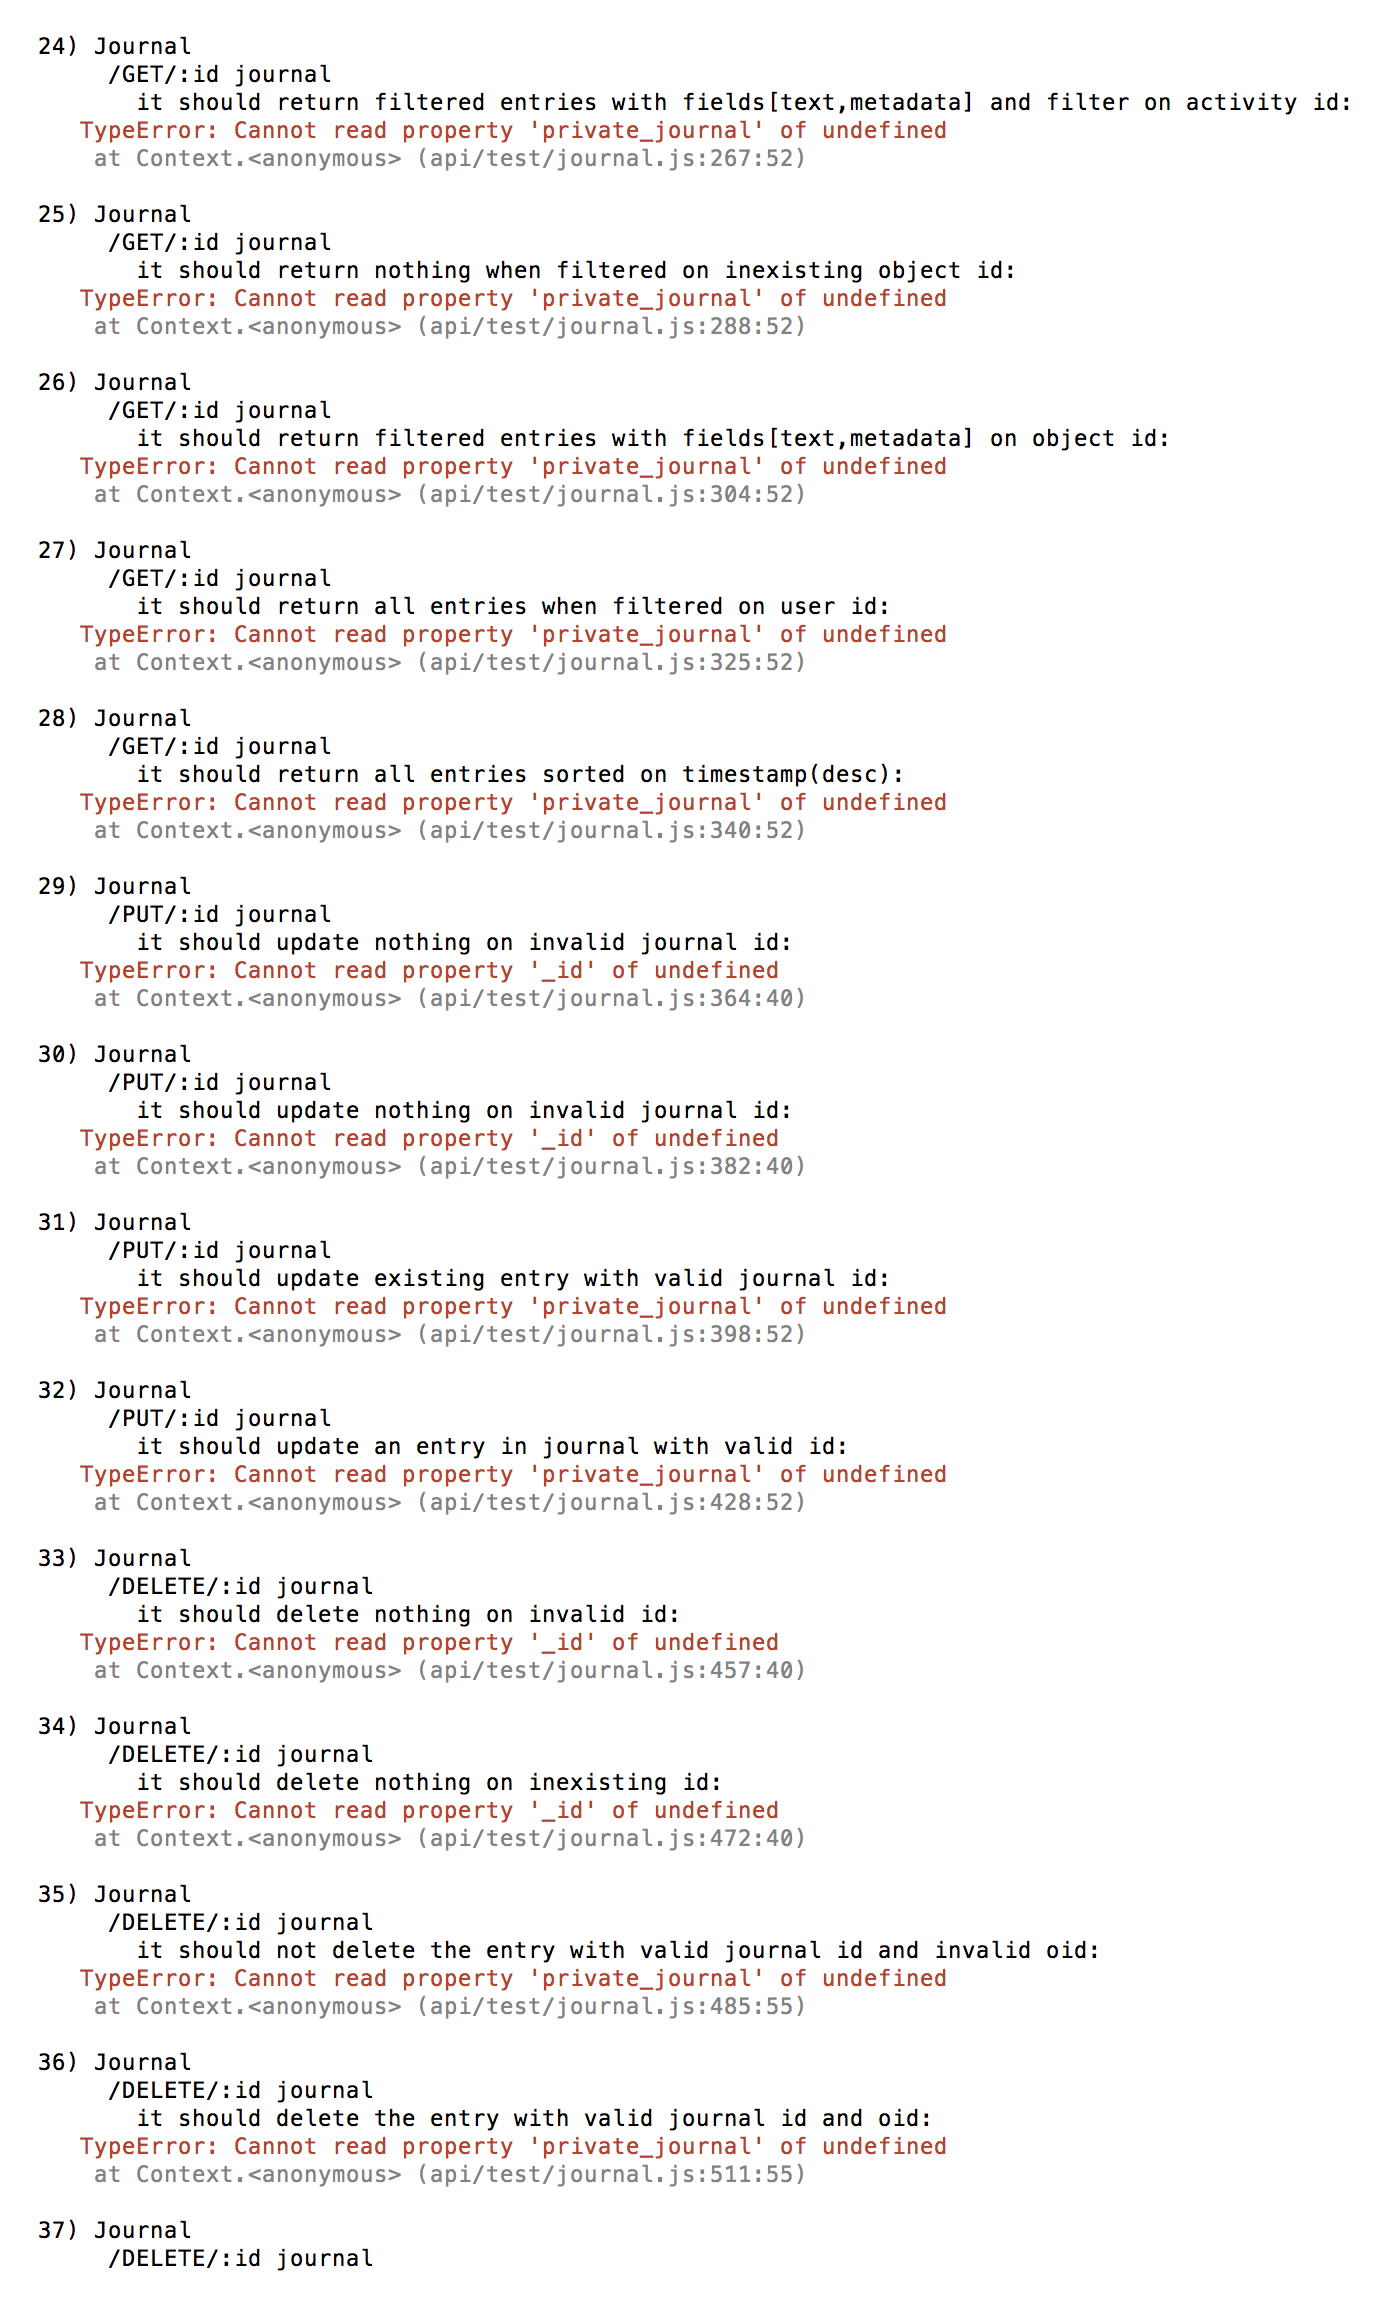 24) Journal
/GET/:id journal
it should return filtered entries with fields[text,metadata] and filter on activity id:
TypeError: Cannot read property 'private_journal' of undefined
at Context.<anonymous> (api/test/journal.js:267:52)
25) Journal
/GET/:id journal
it should return nothing when filtered on inexisting object id:
TypeError: Cannot read property 'private_journal' of undefined
at Context.<anonymous> (api/test/journal.js:288:52)
26) Journal
/GET/:id journal
it should return filtered entries with fields[text,metadata] on object id:
TypeError: Cannot read property 'private_journal' of undefined
at Context.<anonymous> (api/test/journal.js:304:52)
27) Journal
/GET/:id journal
it should return all entries when filtered on user id:
TypeError: Cannot read property 'private_journal' of undefined
at Context.<anonymous> (api/test/journal.js:325:52)
28) Journal
/GET/:id journal
it should return all entries sorted on timestamp(desc):
TypeError: Cannot read property 'private_journal' of undefined
at Context.<anonymous> (api/test/journal.js:340:52)
29) Journal
/PUT/:id journal
it should update nothing on invalid journal id:
TypeError: Cannot read property '_id' of undefined
at Context.<anonymous> (api/test/journal.js:364:40)
30) Journal
/PUT/:id journal
it should update nothing on invalid journal id:
TypeError: Cannot read property '_id' of undefined
at Context.<anonymous> (api/test/journal.js:382:40)
31) Journal
/PUT/:id journal
it should update existing entry with valid journal id:
TypeError: Cannot read property 'private_journal' of undefined
at Context.<anonymous> (api/test/journal.js:398:52)
32) Journal
/PUT/:id journal
it should update an entry in journal with valid id:
TypeError: Cannot read property 'private_journal' of undefined
at Context.<anonymous> (api/test/journal.js:428:52)
33) Journal
/DELETE/:id journal
it should delete nothing on invalid id:
TypeError: Cannot read property '_id' of undefined
at Context.<anonymous> (api/test/journal.js:457:40)
34) Journal
/DELETE/:id journal
it should delete nothing on inexisting id:
TypeError: Cannot read property '_id' of undefined
at Context.<anonymous> (api/test/journal.js:472:40)
35) Journal
/DELETE/:id journal
it should not delete the entry with valid journal id and invalid oid:
TypeError: Cannot read property 'private_journal' of undefined
at Context.<anonymous> (api/test/journal.js:485:55)
36) Journal
/DELETE/:id journal
it should delete the entry with valid journal id and oid:
TypeError: Cannot read property 'private_journal' of undefined
at Context.<anonymous> (api/test/journal.js:511:55)
37) Journal
/DELETE/:id journal